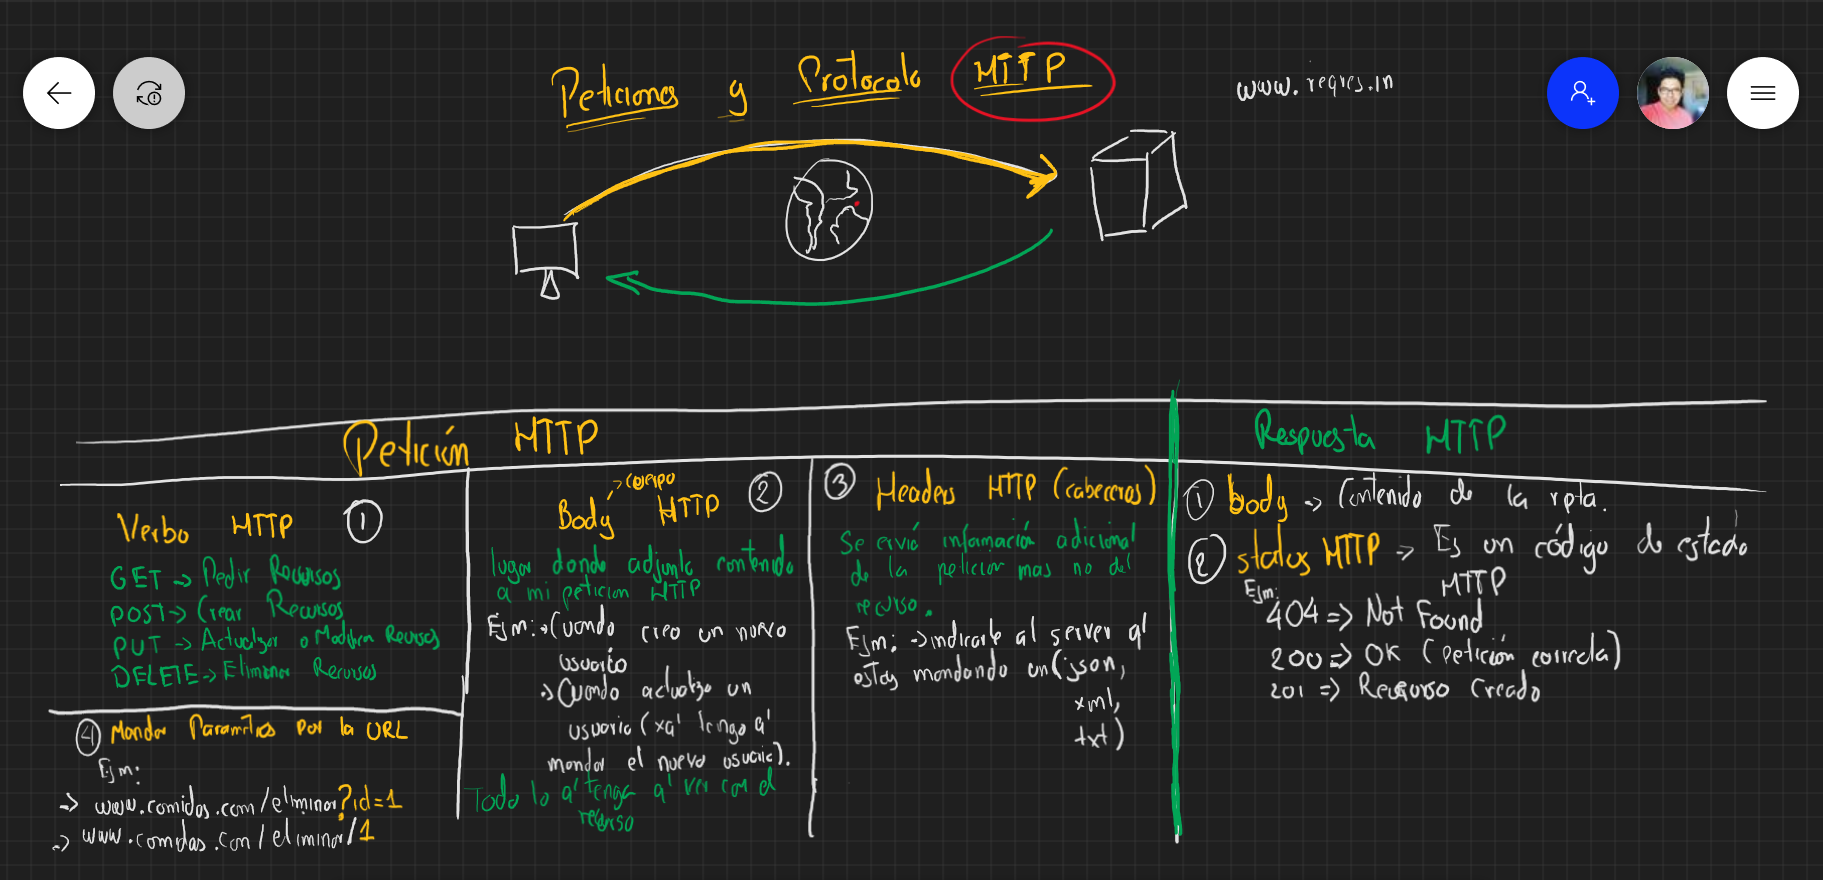 Peticiones y Protocolo HTTP
www.reqres.in
Petición HTTP
Respuesta HTTP
Verbo HTTP 1
GET -> Pedir Recursos
POST -> Crear Recursos
PUT -> Actualizar o Modificar Recursos
DELETE -> Eliminar Recursos
4 Mandar Parametros por la URL
Ejm:
-> www.comidas.com/eliminar?id=1
-> www.comidas.com/eliminar/1
-> cuerpo
Body HTTP 2
lugar donde adjunto contenido
a mi peticion HTTP
Ejm: -> Cuando creo un nuevo
usuario
-> Cuando actualizo un
usuario (xq' tengo q'
mandar el nuevo usuario).
Todo lo q' tenga q' ver con el
recurso
3 Headers HTTP (cabeceras)
Se envió información adicional
de la peticion mas no del
recurso.
Ejm: -> indicarle al server q'
estoy mandando un (json,
xml,
txt)
1 body -> Contenido de la rpta.
2 status HTTP -> Es un código de estado
HTTP
Ejm:
404 => Not Found
200 => OK (petición correcta)
201 => Recurso Creado